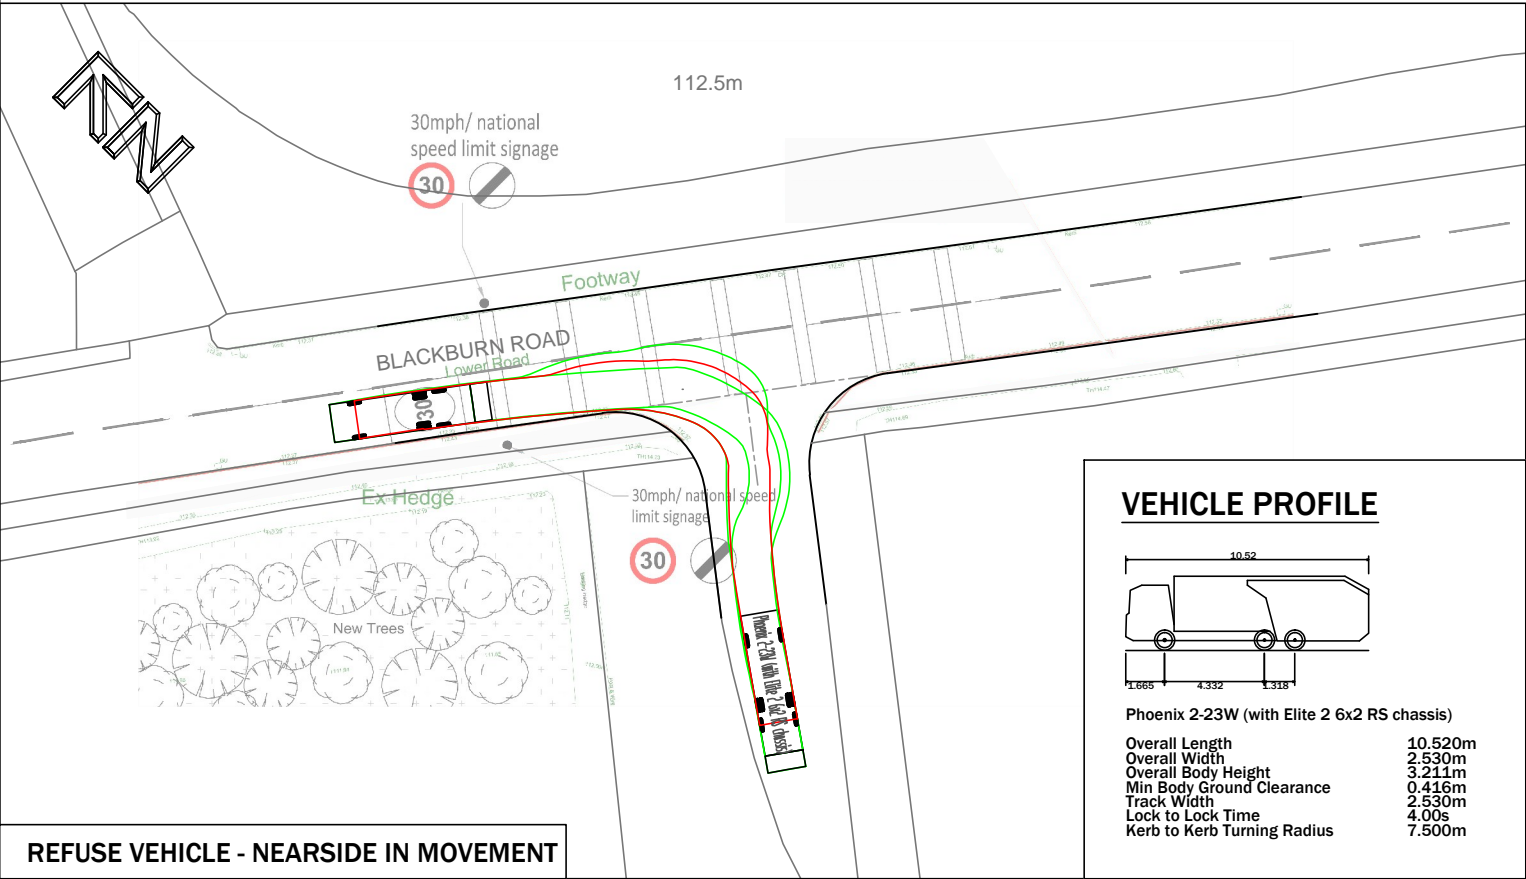 112.5m
30mph/ national
speed limit signage
30
Footway
BLACKBURN ROAD
Lower Road
30
Ex Hedge
30mph/ national speed
limit signage
30
New Trees
Phoenix 2-23W (with Elite 2 6x2 RS chassis)
N
VEHICLE PROFILE
10.52
1.665
4.332
1.318
Phoenix 2-23W (with Elite 2 6x2 RS chassis)
Overall Length 10.520m
Overall Width 2.530m
Overall Body Height 3.211m
Min Body Ground Clearance 0.416m
Track Width 2.530m
Lock to Lock Time 4.00s
Kerb to Kerb Turning Radius 7.500m
REFUSE VEHICLE - NEARSIDE IN MOVEMENT